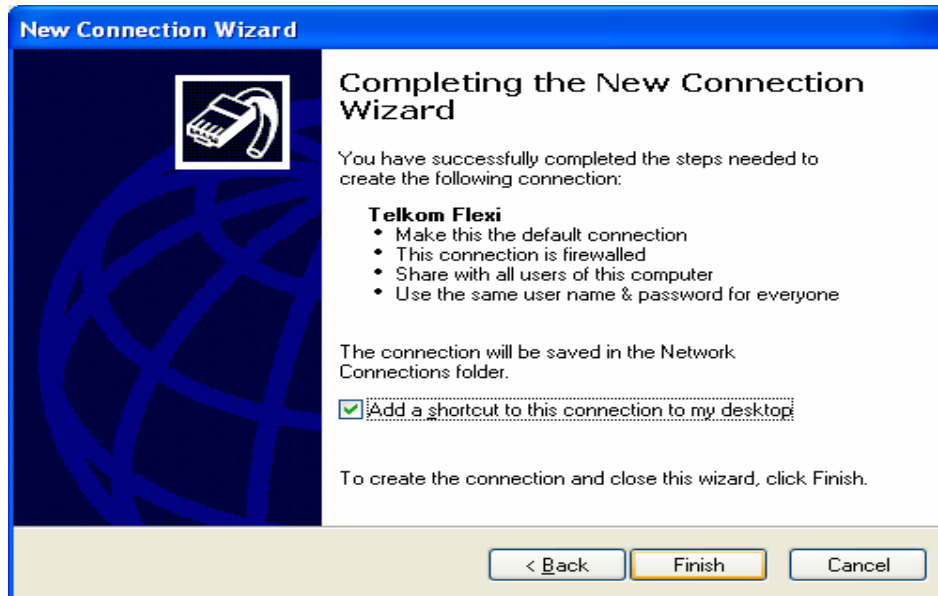 New Connection Wizard
Completing the New Connection
Wizard
You have successfully completed the steps needed to
create the following connection:
Telkom Flexi
• Make this the default connection
• This connection is firewalled
• Share with all users of this computer
• Use the same user name & password for everyone
The connection will be saved in the Network
Connections folder.
Add a shortcut to this connection to my desktop
To create the connection and close this wizard, click Finish.
< Back Finish Cancel